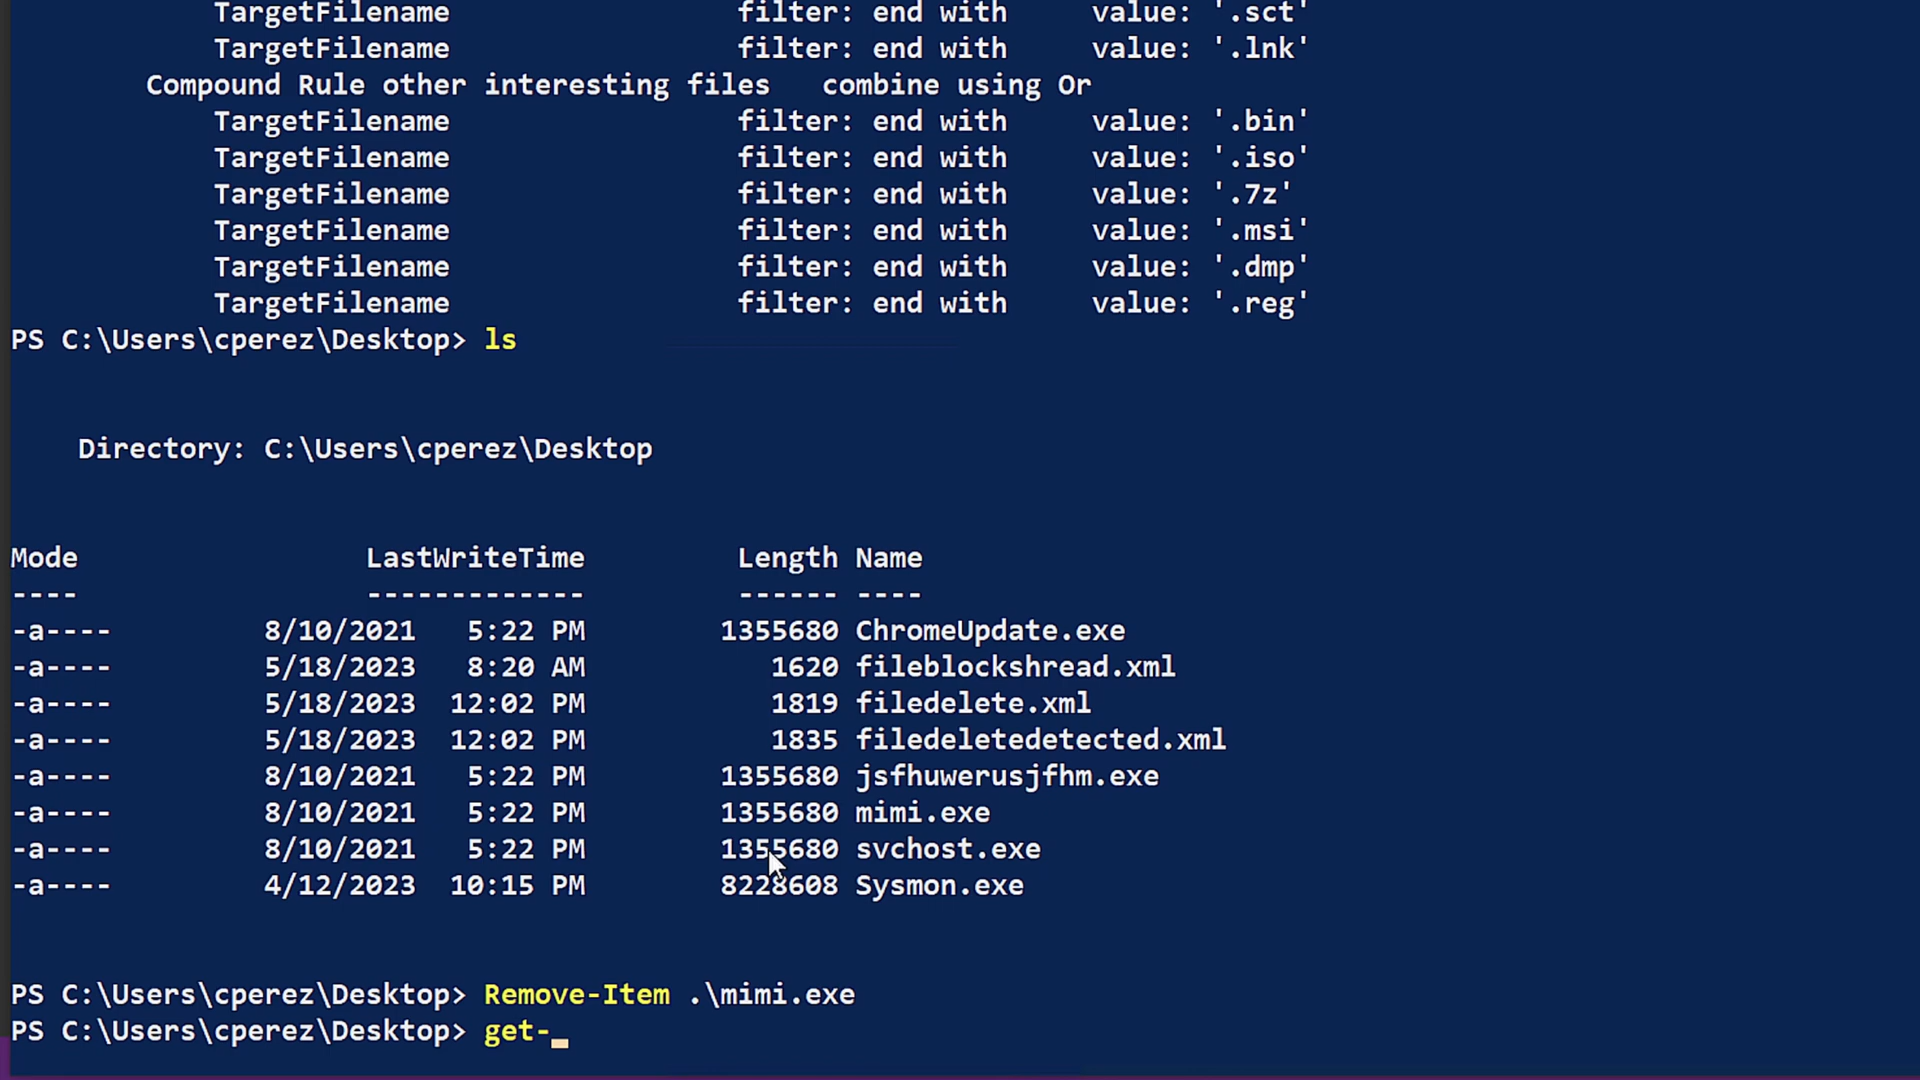 TargetFilename filter: end with value: '.sct'
TargetFilename filter: end with value: '.lnk'
Compound Rule other interesting files combine using Or
TargetFilename filter: end with value: '.bin'
TargetFilename filter: end with value: '.iso'
TargetFilename filter: end with value: '.7z'
TargetFilename filter: end with value: '.msi'
TargetFilename filter: end with value: '.dmp'
TargetFilename filter: end with value: '.reg'
PS C:\Users\cperez\Desktop> ls
Directory: C:\Users\cperez\Desktop
Mode LastWriteTime Length Name
---- ------------- ------ ----
-a---- 8/10/2021 5:22 PM 1355680 ChromeUpdate.exe
-a---- 5/18/2023 8:20 AM 1620 fileblockshread.xml
-a---- 5/18/2023 12:02 PM 1819 filedelete.xml
-a---- 5/18/2023 12:02 PM 1835 filedeletedetected.xml
-a---- 8/10/2021 5:22 PM 1355680 jsfhuwerusjfhm.exe
-a---- 8/10/2021 5:22 PM 1355680 mimi.exe
-a---- 8/10/2021 5:22 PM 1355680 svchost.exe
-a---- 4/12/2023 10:15 PM 8228608 Sysmon.exe
PS C:\Users\cperez\Desktop> Remove-Item .\mimi.exe
PS C:\Users\cperez\Desktop> get-